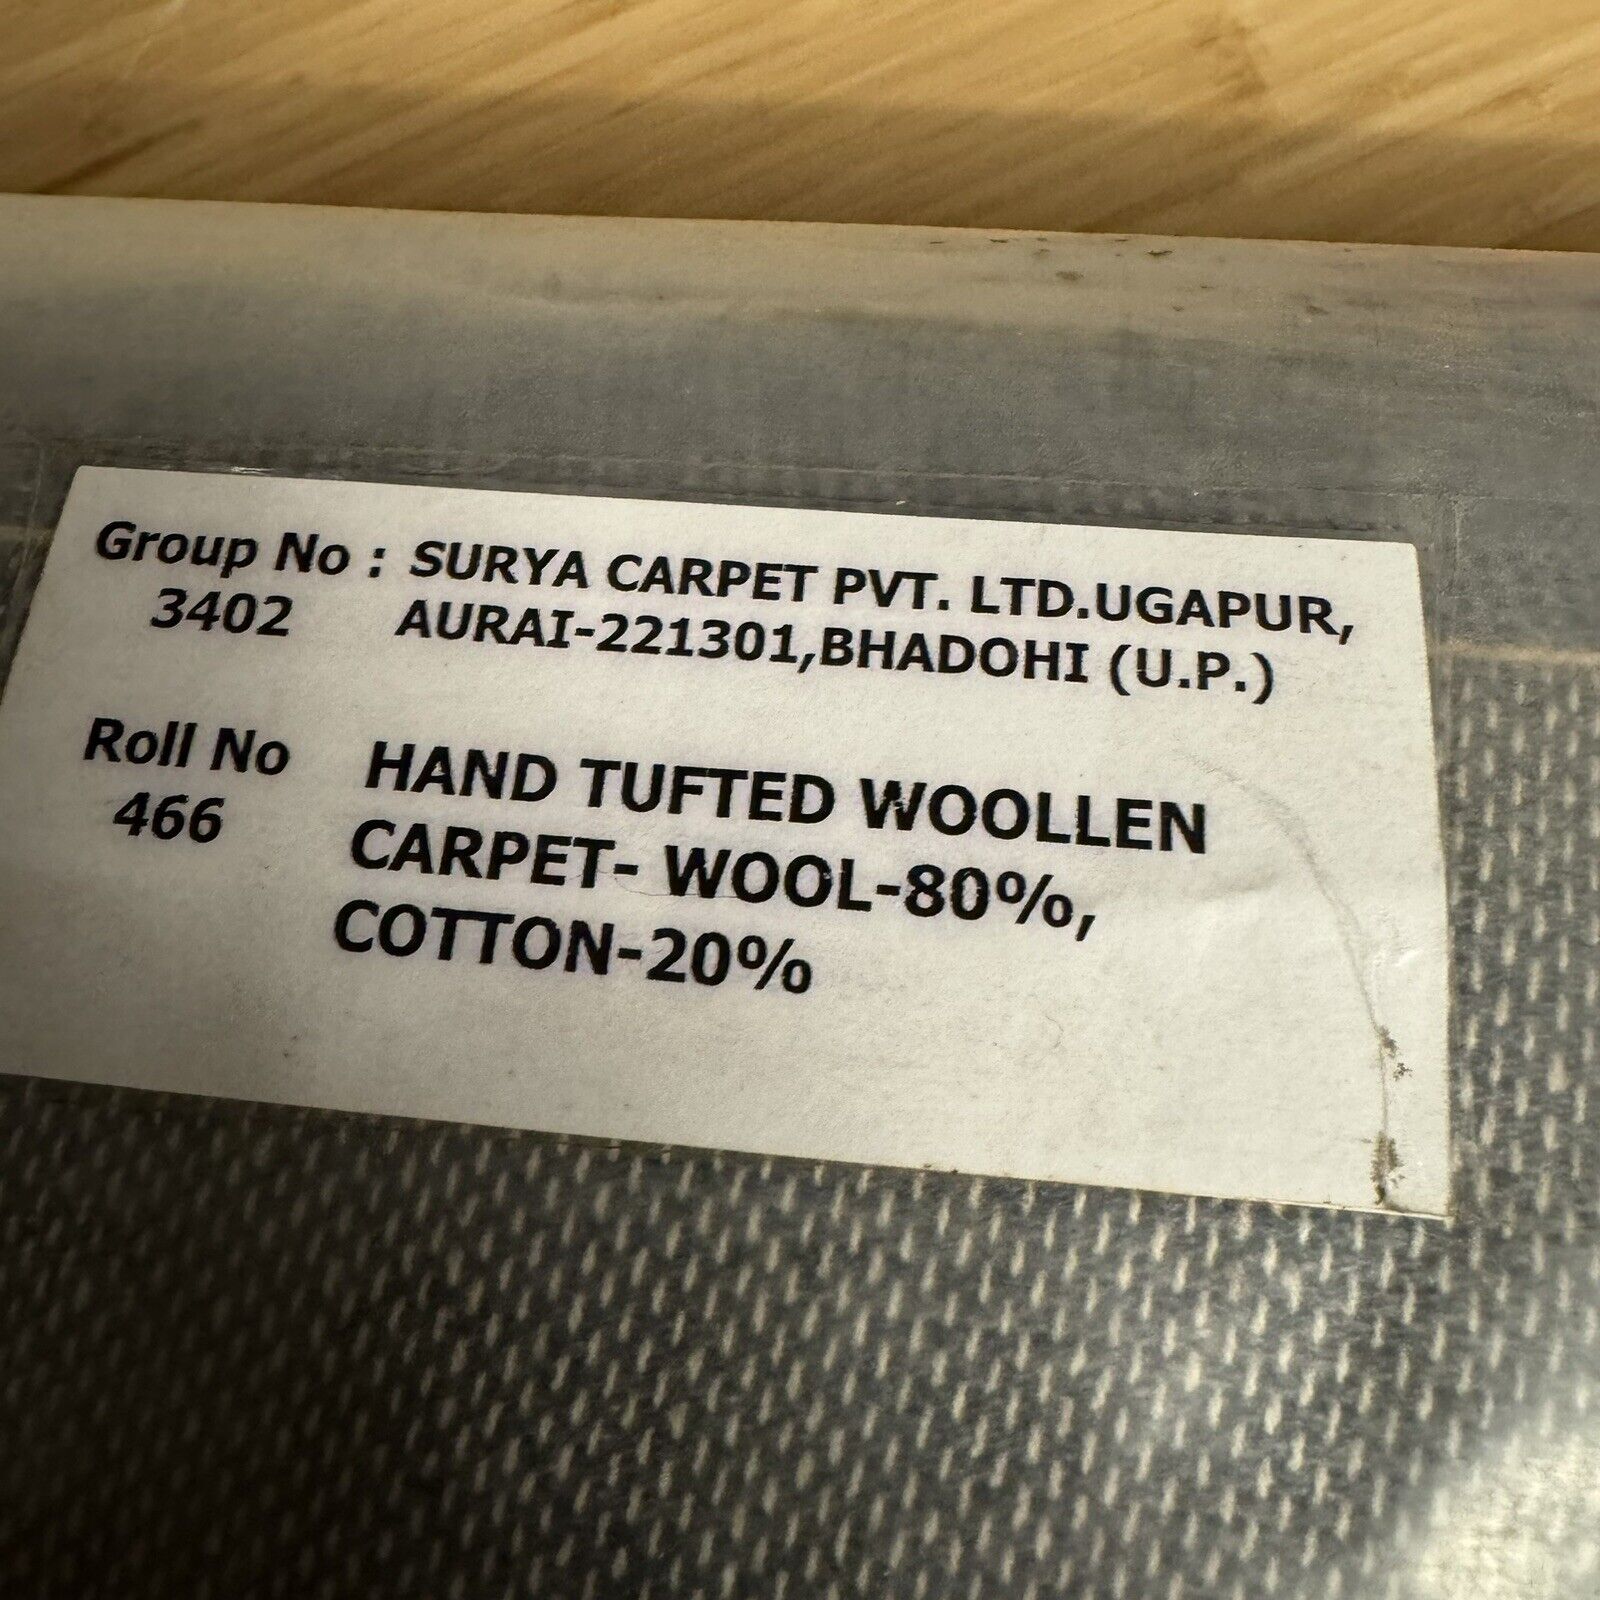 Group No : SURYA CARPET PVT. LTD.UGAPUR,
3402 AURAI-221301,BHADOHI (U.P.)
Roll No HAND TUFTED WOOLLEN
466 CARPET- WOOL-80%,
COTTON-20%